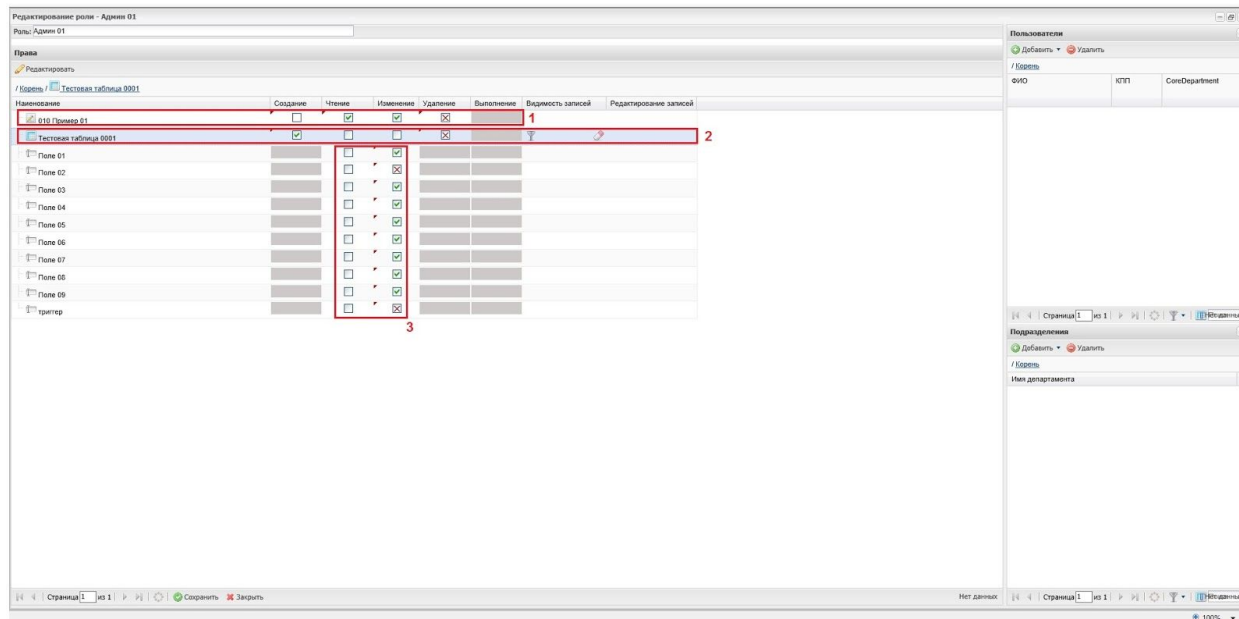 Редактирование роли - Админ 01
Роль: Админ 01
Права
Редактировать
/ Корень / Тестовая таблица 0001
Наименование Создание Чтение Изменение Удаление Выполнение Видимость записей Редактирование записей
010 Пример 01 1
Тестовая таблица 0001 2
Поле 01
Поле 02
Поле 03
Поле 04
Поле 05
Поле 06
Поле 07
Поле 08
Поле 09
триггер
3
Страница 1 из 1 Сохранить Закрыть Нет данных
Пользователи
Добавить Удалить
/ Корень
ФИО КПП CoreDepartment
Страница 1 из 1
Подразделения
Добавить Удалить
/ Корень
Имя департамента
Страница 1 из 1
100%